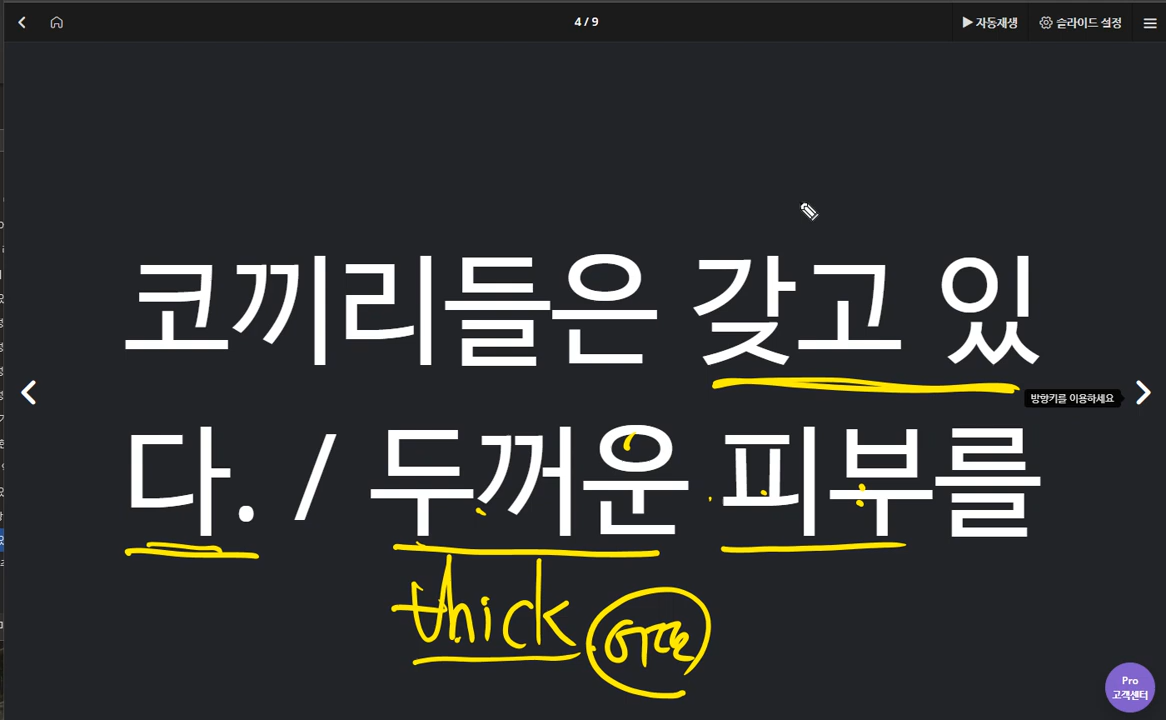 4 / 9
▶ 자동재생
슬라이드 설정
코끼리들은 갖고 있
방향키를 이용하세요
다. / 두꺼운 피부를
thick
Pro
고객센터